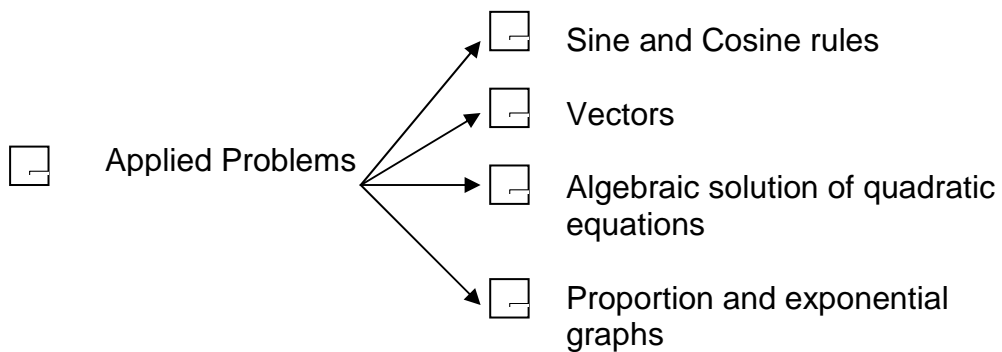 Sine and Cosine rules
Vectors
Applied Problems
Algebraic solution of quadratic
equations
Proportion and exponential
graphs